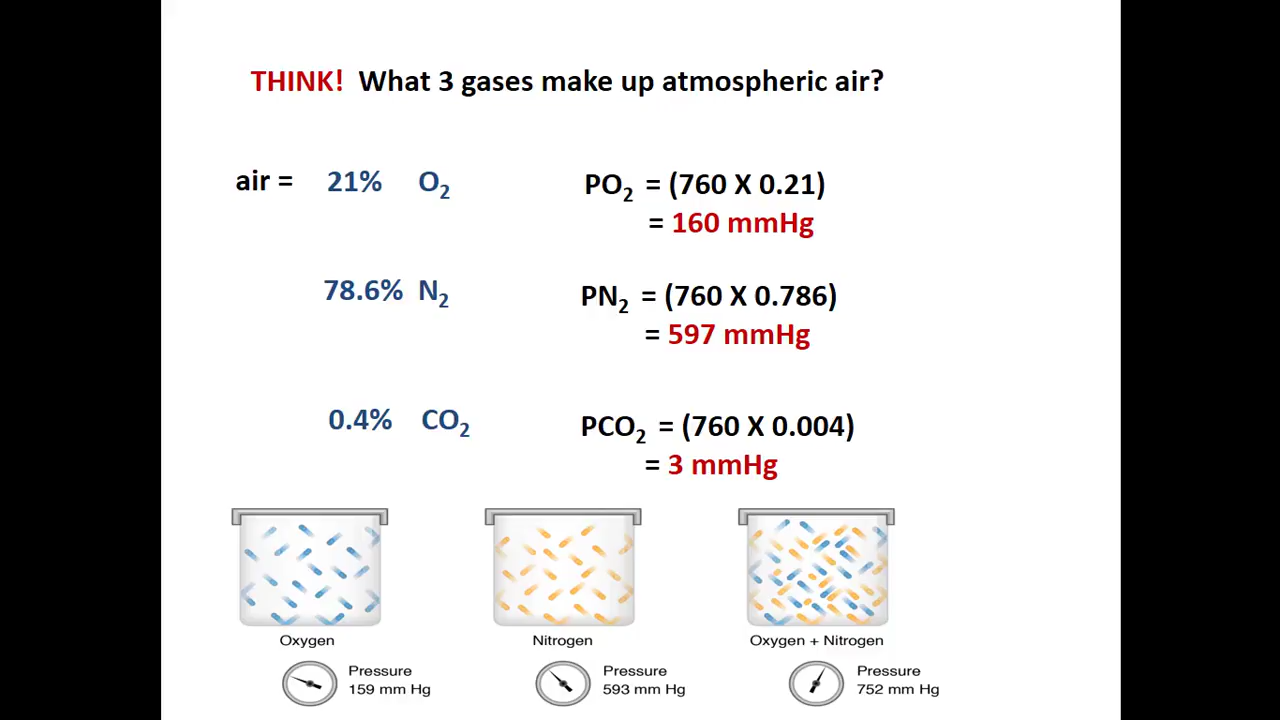 THINK! What 3 gases make up atmospheric air?
air = 21% O₂
PO₂ = (760 X 0.21)
= 160 mmHg
78.6% N₂
PN₂ = (760 X 0.786)
= 597 mmHg
0.4% CO₂
PCO₂ = (760 X 0.004)
= 3 mmHg
Oxygen
Pressure
159 mm Hg
Nitrogen
Pressure
593 mm Hg
Oxygen + Nitrogen
Pressure
752 mm Hg